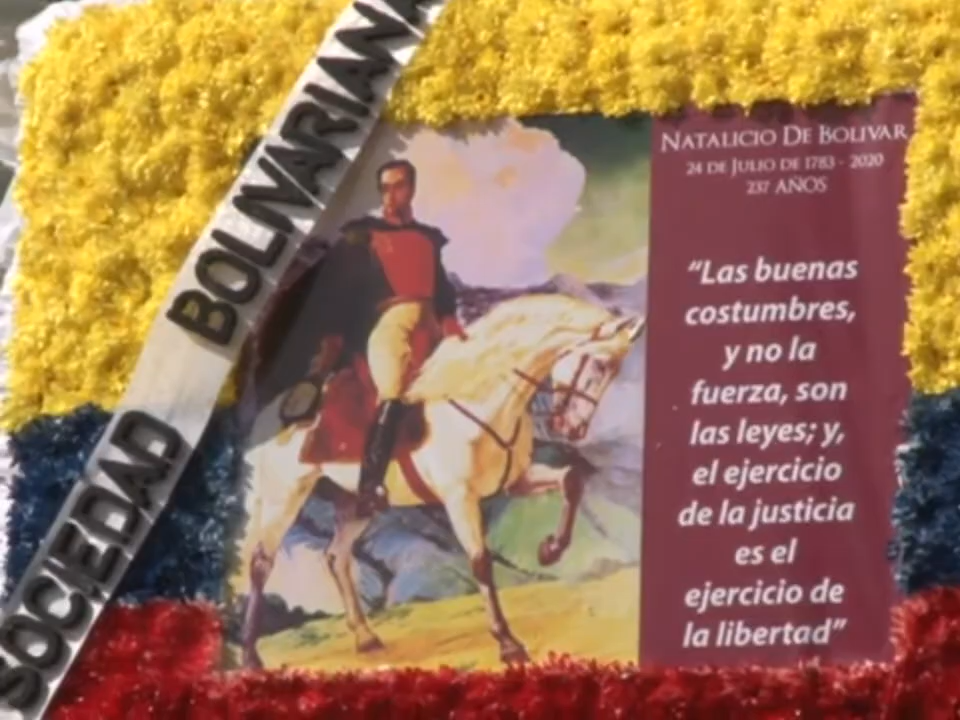 SOCIEDAD BOLIVARIANA
NATALICIO DE BOLIVAR
24 DE JULIO DE 1783 - 2020
237 AÑOS
“Las buenas
costumbres,
y no la
fuerza, son
las leyes; y,
el ejercicio
de la justicia
es el
ejercicio de
la libertad”